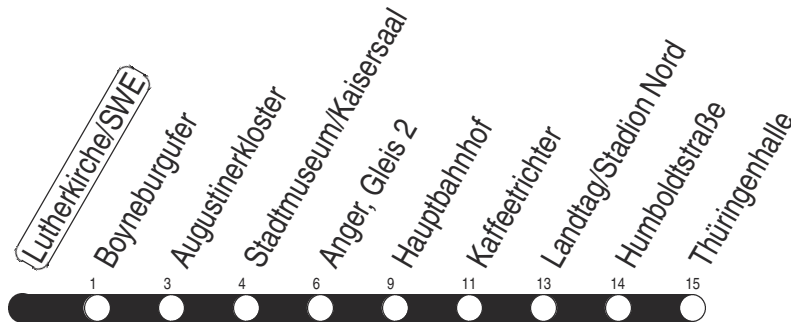 Lutherkirche/SWE
Boyneburgufer
Augustinerkloster
Stadtmuseum/Kaisersaal
Anger, Gleis 2
Hauptbahnhof
Kaffeetrichter
Landtag/Stadion Nord
Humboldtstraße
Thüringenhalle
1 3 4 6 9 11 13 14 15